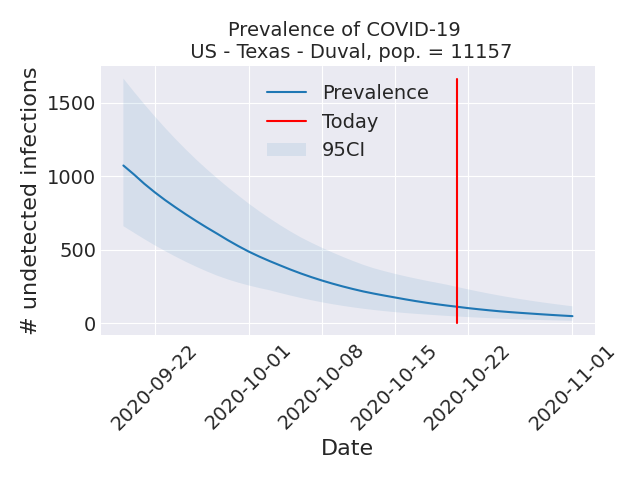 Prevalence of COVID-19
US - Texas - Duval, pop. = 11157
# undetected infections
1500
1000
500
0
Prevalence
Today
95CI
2020-09-22
2020-10-01
2020-10-08
2020-10-15
2020-10-22
2020-11-01
Date